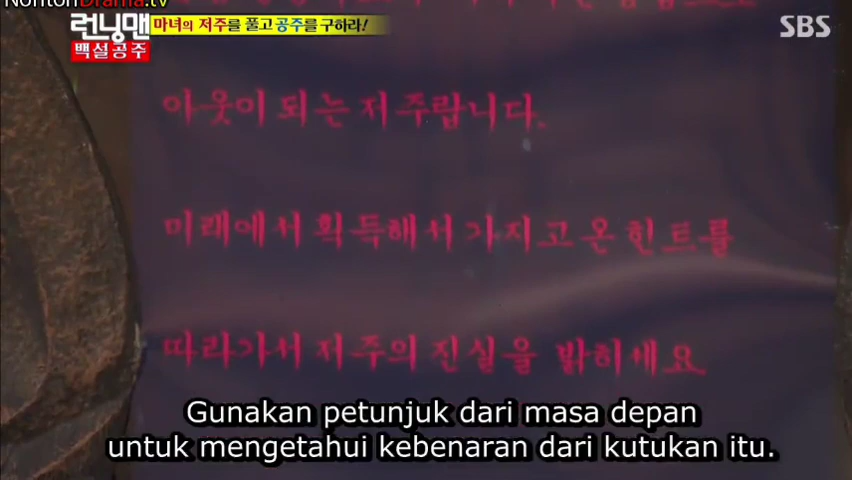 NontonDrama.tv
런닝맨 마녀의 저주를 풀고 공주를 구하라!
백설공주
SBS
아웃이 되는 저주랍니다.
미래에서 획득해서 가지고 온 힌트를
따라가서 저주의 진실을 밝히세요.
Gunakan petunjuk dari masa depan
untuk mengetahui kebenaran dari kutukan itu.